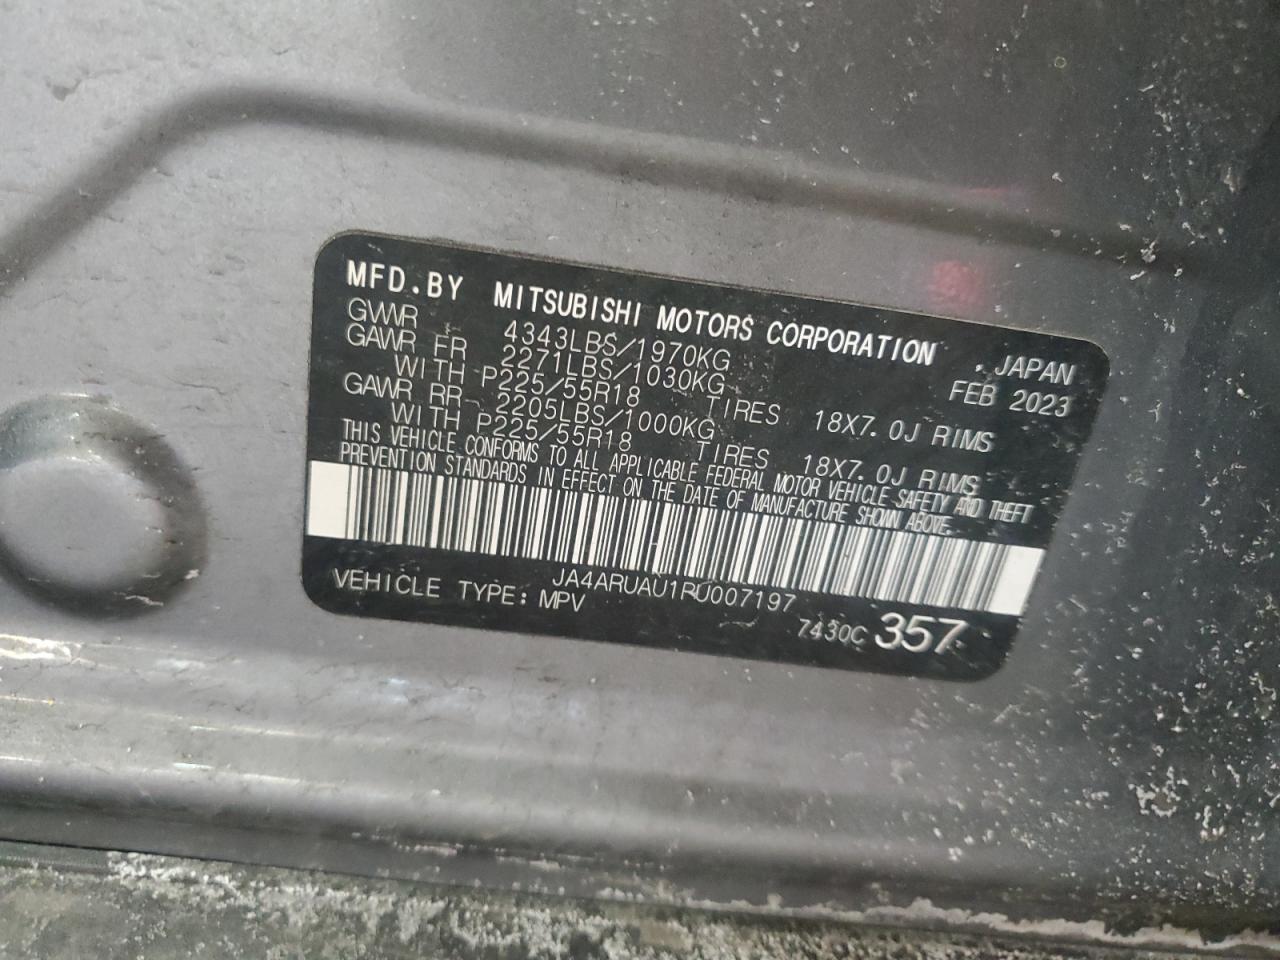 MFD.BY MITSUBISHI MOTORS CORPORATION, JAPAN
GVWR 4343LBS/1970KG FEB 2023
GAWR FR 2271LBS/1030KG
WITH P225/55R18 TIRES 18X7.0J RIMS
GAWR RR 2205LBS/1000KG
WITH P225/55R18 TIRES 18X7.0J RIMS
THIS VEHICLE CONFORMS TO ALL APPLICABLE FEDERAL MOTOR VEHICLE SAFETY AND THEFT
PREVENTION STANDARDS IN EFFECT ON THE DATE OF MANUFACTURE SHOWN ABOVE.
JA4ARUAU1RU007197
VEHICLE TYPE: MPV
7430C 357